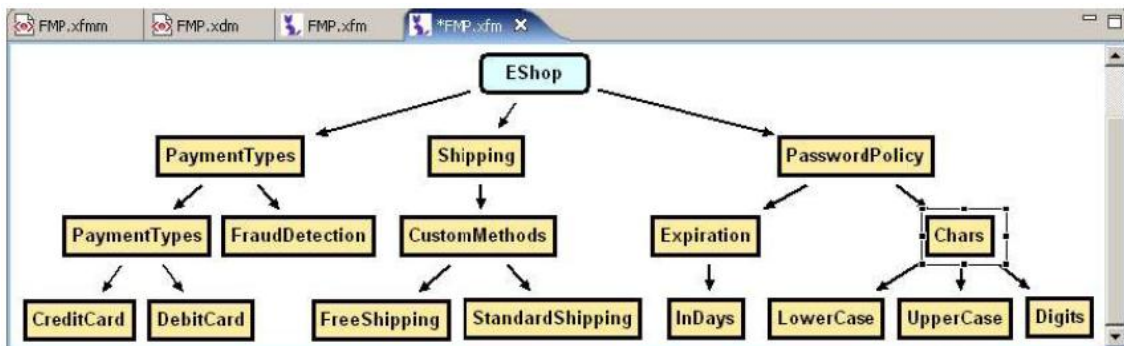 FMP.xfmm FMP.xdm FMP.xfm *FMP.xfm
EShop
PaymentTypes Shipping PasswordPolicy
PaymentTypes FraudDetection CustomMethods Expiration Chars
CreditCard DebitCard FreeShipping StandardShipping InDays LowerCase UpperCase Digits